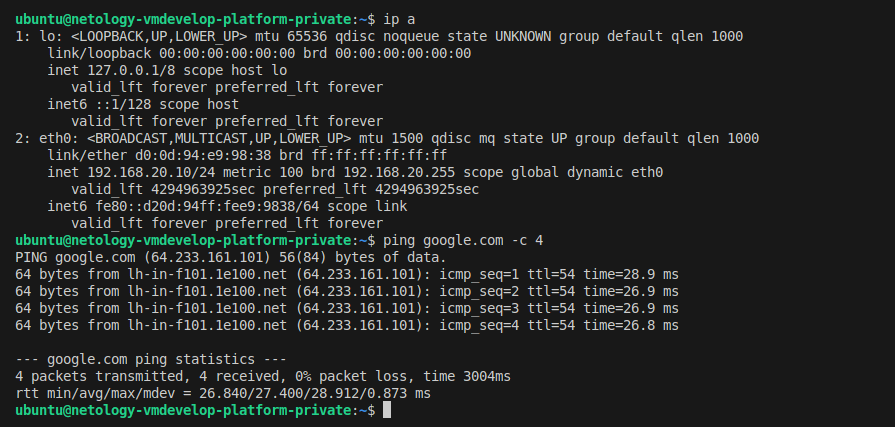 ubuntu@netology-vmdevelop-platform-private:~$ ip a
1: lo: <LOOPBACK,UP,LOWER_UP> mtu 65536 qdisc noqueue state UNKNOWN group default qlen 1000
    link/loopback 00:00:00:00:00:00 brd 00:00:00:00:00:00
    inet 127.0.0.1/8 scope host lo
       valid_lft forever preferred_lft forever
    inet6 ::1/128 scope host
       valid_lft forever preferred_lft forever
2: eth0: <BROADCAST,MULTICAST,UP,LOWER_UP> mtu 1500 qdisc mq state UP group default qlen 1000
    link/ether d0:0d:94:e9:98:38 brd ff:ff:ff:ff:ff:ff
    inet 192.168.20.10/24 metric 100 brd 192.168.20.255 scope global dynamic eth0
       valid_lft 4294963925sec preferred_lft 4294963925sec
    inet6 fe80::d20d:94ff:fee9:9838/64 scope link
       valid_lft forever preferred_lft forever
ubuntu@netology-vmdevelop-platform-private:~$ ping google.com -c 4
PING google.com (64.233.161.101) 56(84) bytes of data.
64 bytes from lh-in-f101.1e100.net (64.233.161.101): icmp_seq=1 ttl=54 time=28.9 ms
64 bytes from lh-in-f101.1e100.net (64.233.161.101): icmp_seq=2 ttl=54 time=26.9 ms
64 bytes from lh-in-f101.1e100.net (64.233.161.101): icmp_seq=3 ttl=54 time=26.9 ms
64 bytes from lh-in-f101.1e100.net (64.233.161.101): icmp_seq=4 ttl=54 time=26.8 ms

--- google.com ping statistics ---
4 packets transmitted, 4 received, 0% packet loss, time 3004ms
rtt min/avg/max/mdev = 26.840/27.400/28.912/0.873 ms
ubuntu@netology-vmdevelop-platform-private:~$